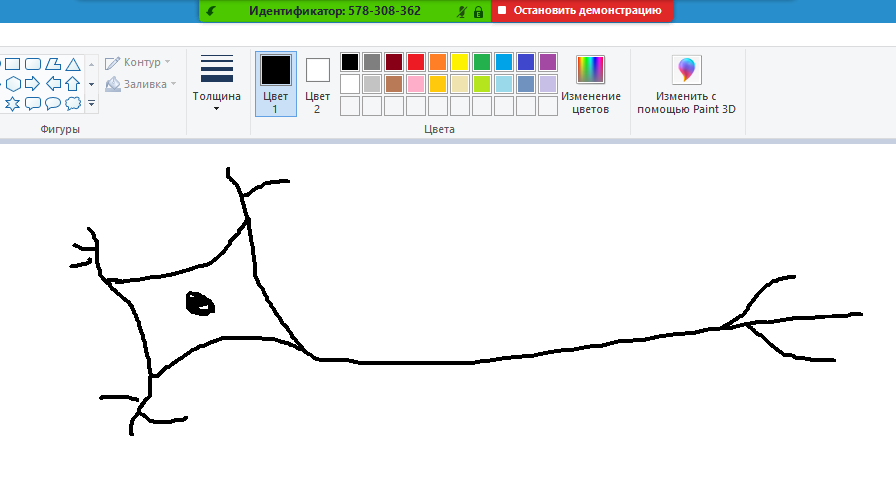 Идентификатор: 578-308-362
Остановить демонстрацию
Контур
Заливка
Толщина
Цвет
1
Цвет
2
Изменение
цветов
Изменить с
помощью Paint 3D
Фигуры
Цвета